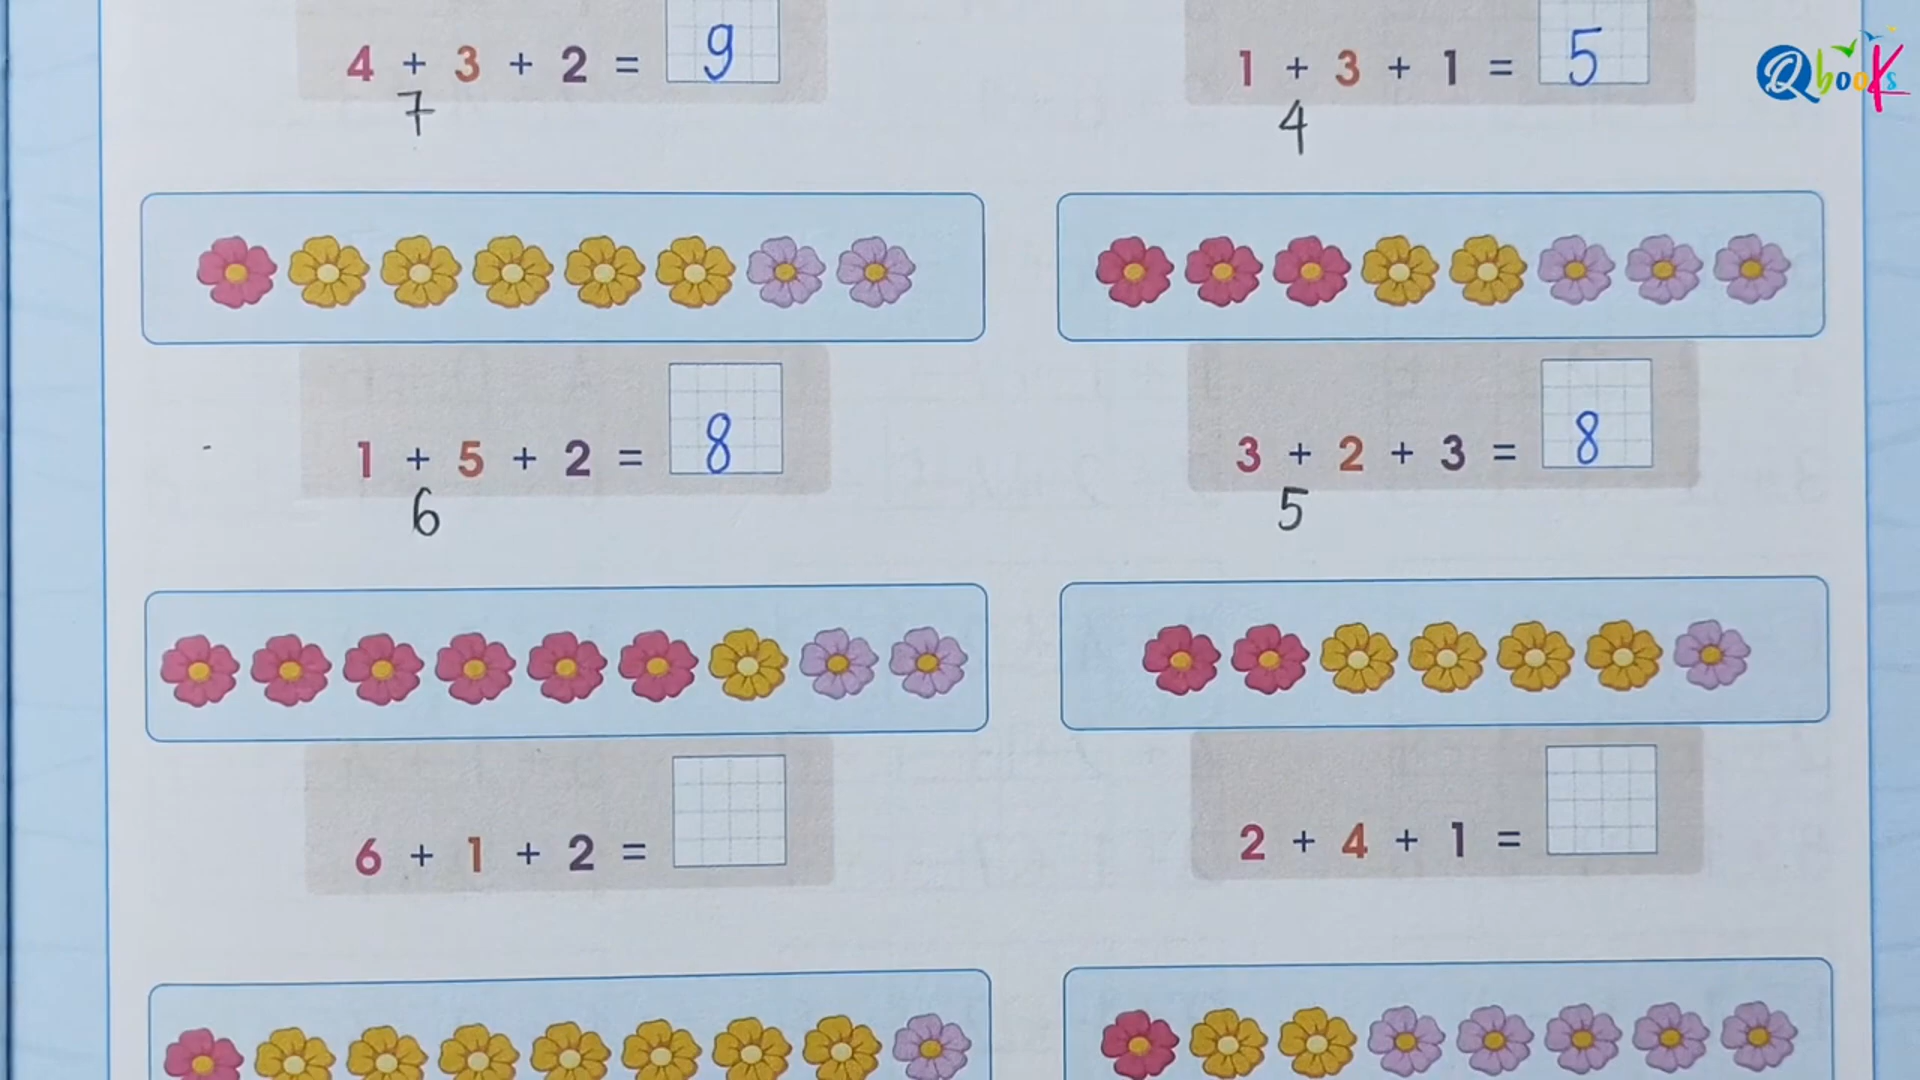 4 + 3 + 2 = 9
7
1 + 3 + 1 = 5
4
Qbooks
1 + 5 + 2 = 8
6
3 + 2 + 3 = 8
5
6 + 1 + 2 =
2 + 4 + 1 =